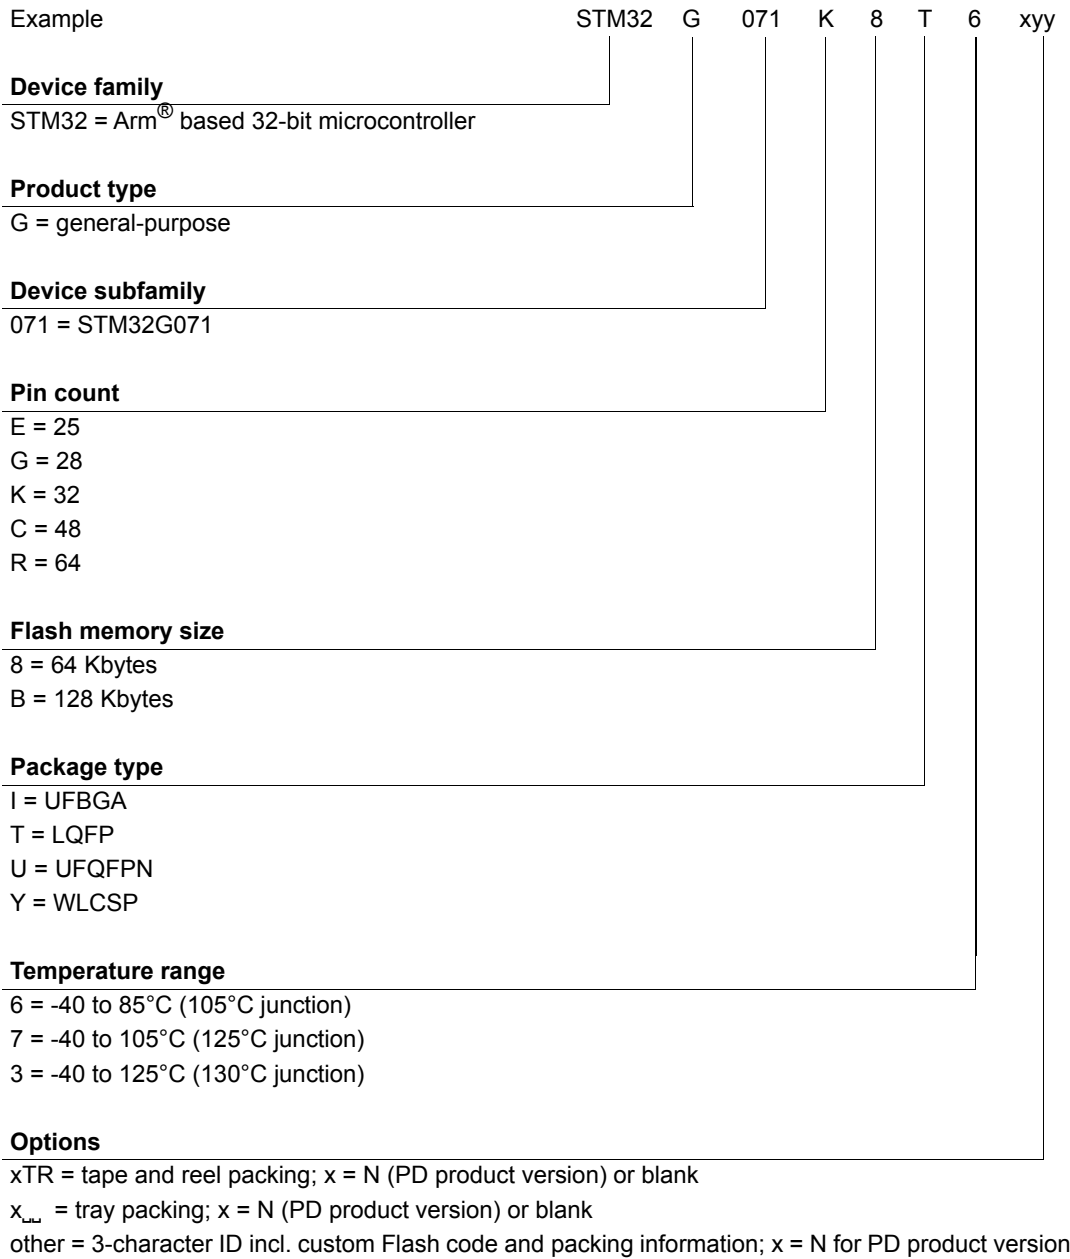 Example STM32 G 071 K 8 T 6 xyy
Device family
STM32 = Arm® based 32-bit microcontroller
Product type
G = general-purpose
Device subfamily
071 = STM32G071
Pin count
E = 25
G = 28
K = 32
C = 48
R = 64
Flash memory size
8 = 64 Kbytes
B = 128 Kbytes
Package type
I = UFBGA
T = LQFP
U = UFQFPN
Y = WLCSP
Temperature range
6 = -40 to 85°C (105°C junction)
7 = -40 to 105°C (125°C junction)
3 = -40 to 125°C (130°C junction)
Options
xTR = tape and reel packing; x = N (PD product version) or blank
x␣␣ = tray packing; x = N (PD product version) or blank
other = 3-character ID incl. custom Flash code and packing information; x = N for PD product version